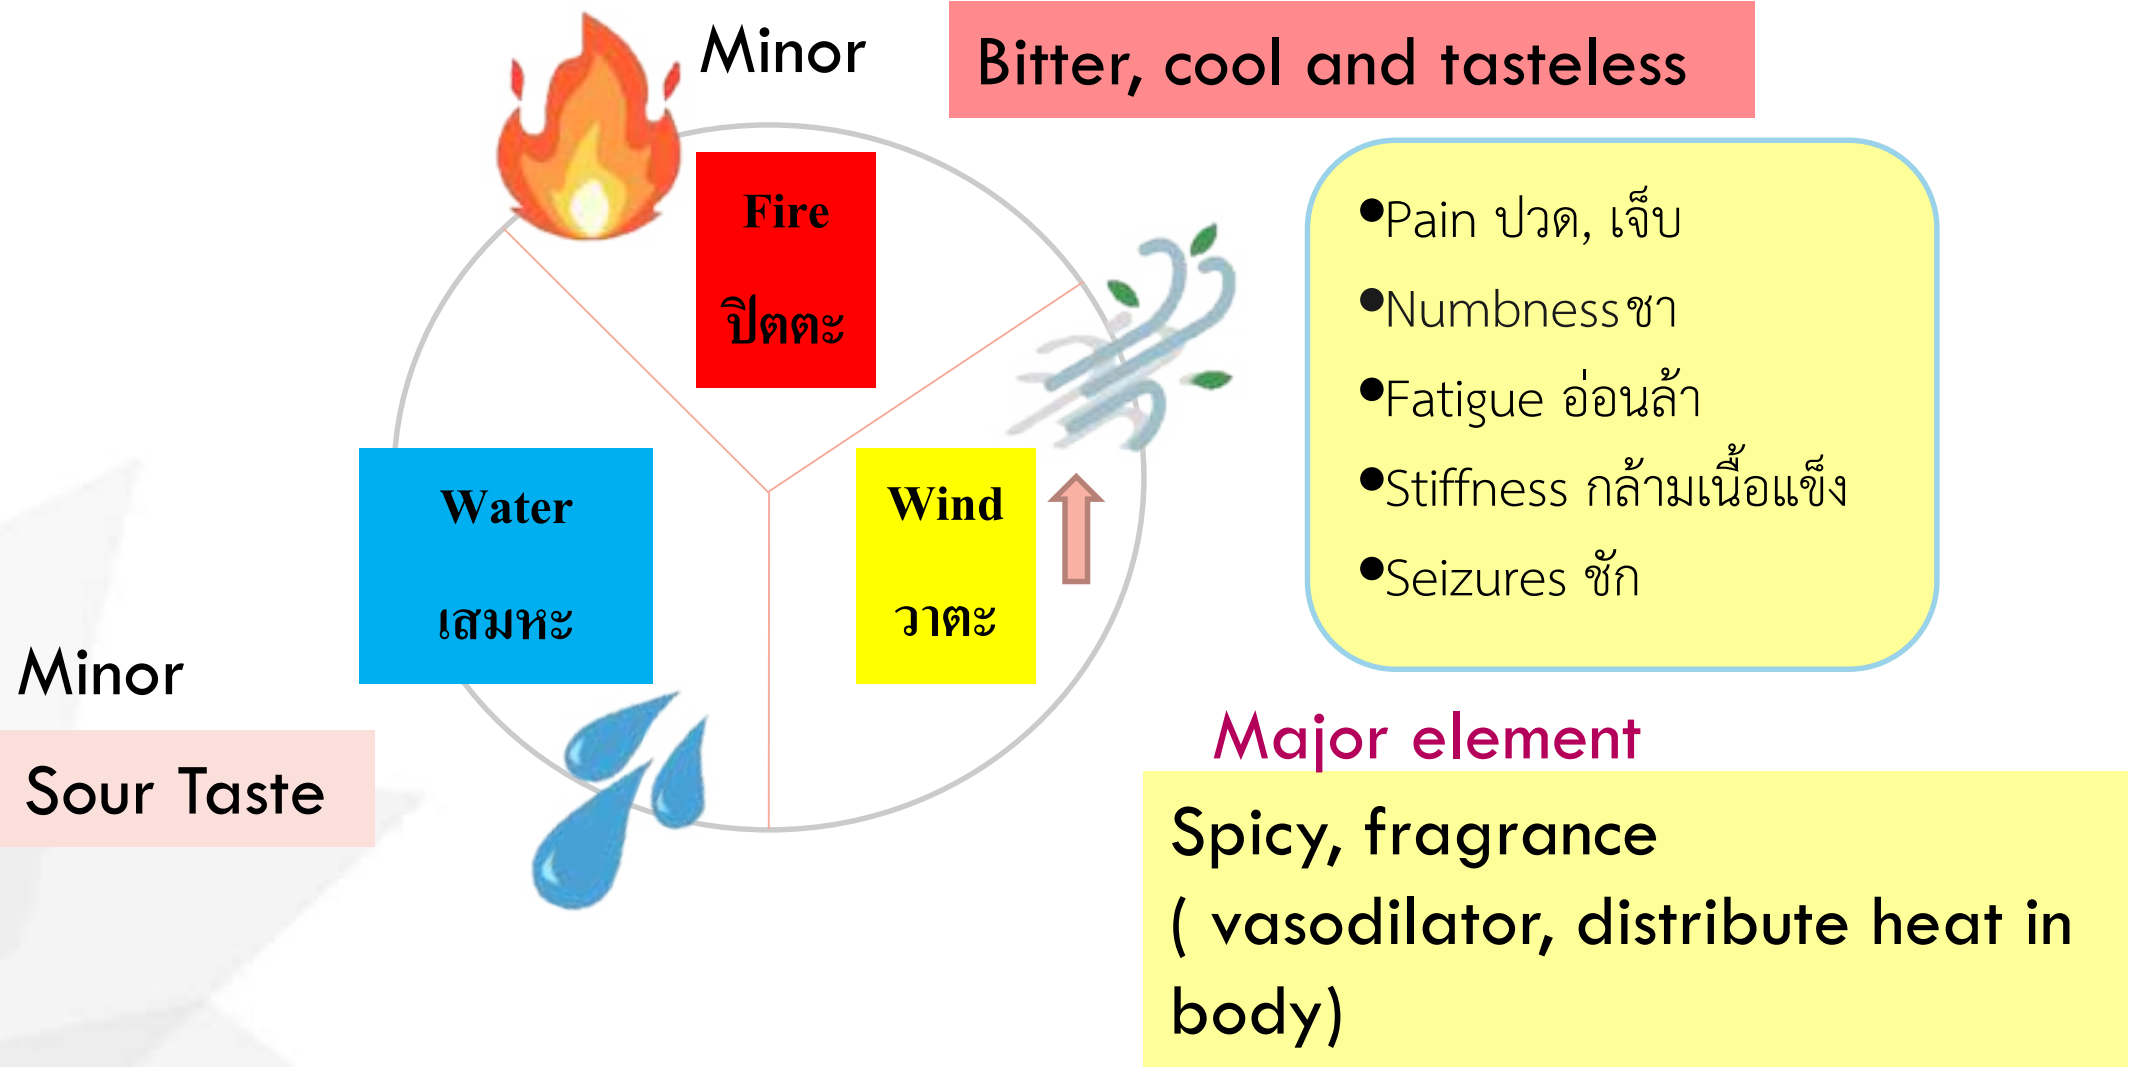 Minor
Bitter, cool and tasteless
Fire
ปิตตะ
•Pain ปวด, เจ็บ
•Numbness ชา
•Fatigue อ่อนล้า
•Stiffness กล้ามเนื้อแข็ง
•Seizures ชัก
Water
เสมหะ
Wind
วาตะ
Minor
Sour Taste
Major element
Spicy, fragrance
( vasodilator, distribute heat in
body)